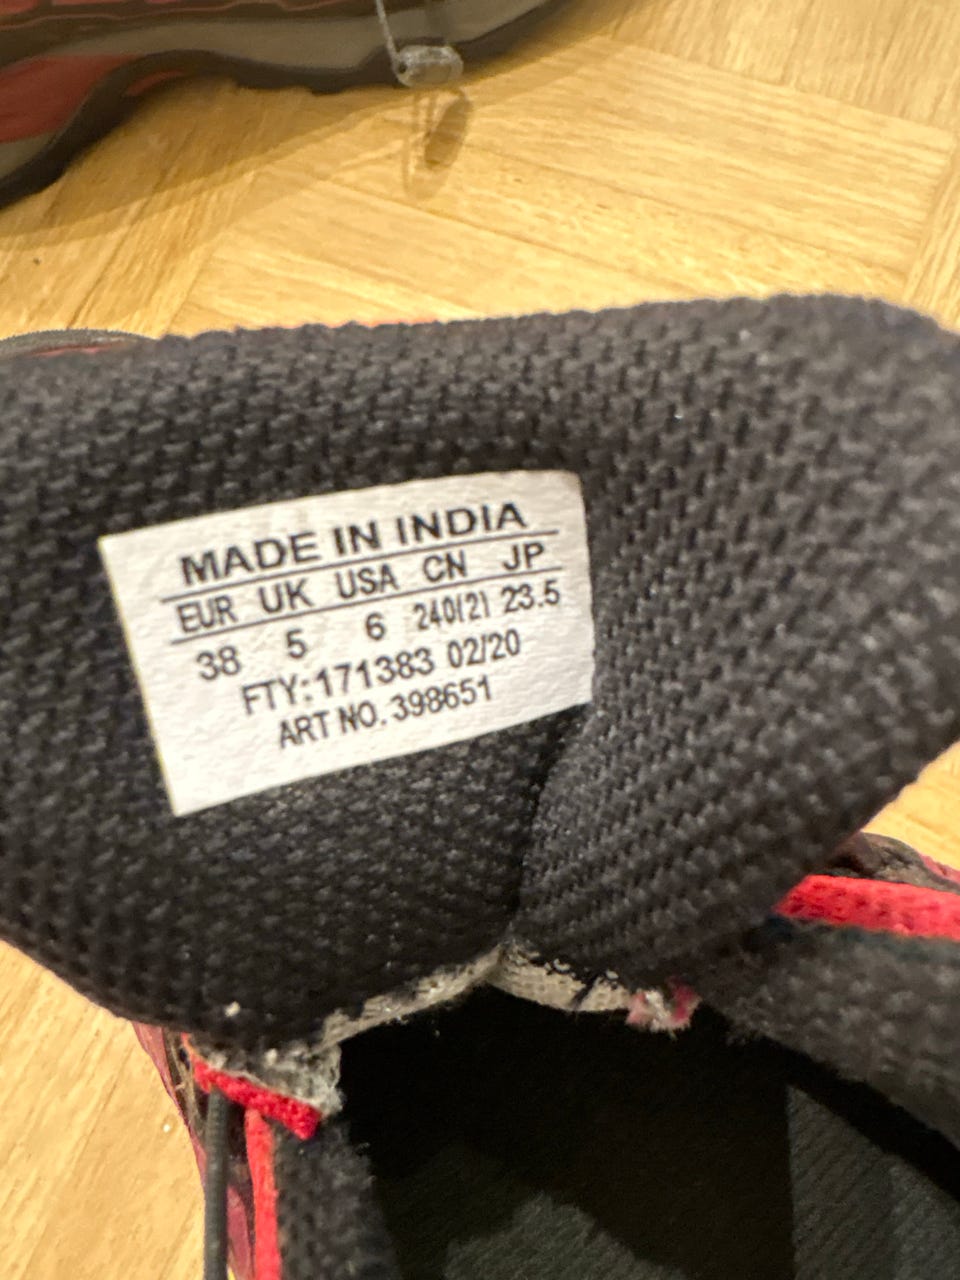 MADE IN INDIA
EUR UK USA CN JP
38 5 6 240(2) 23.5
FTY:171383 02/20
ART NO. 398651